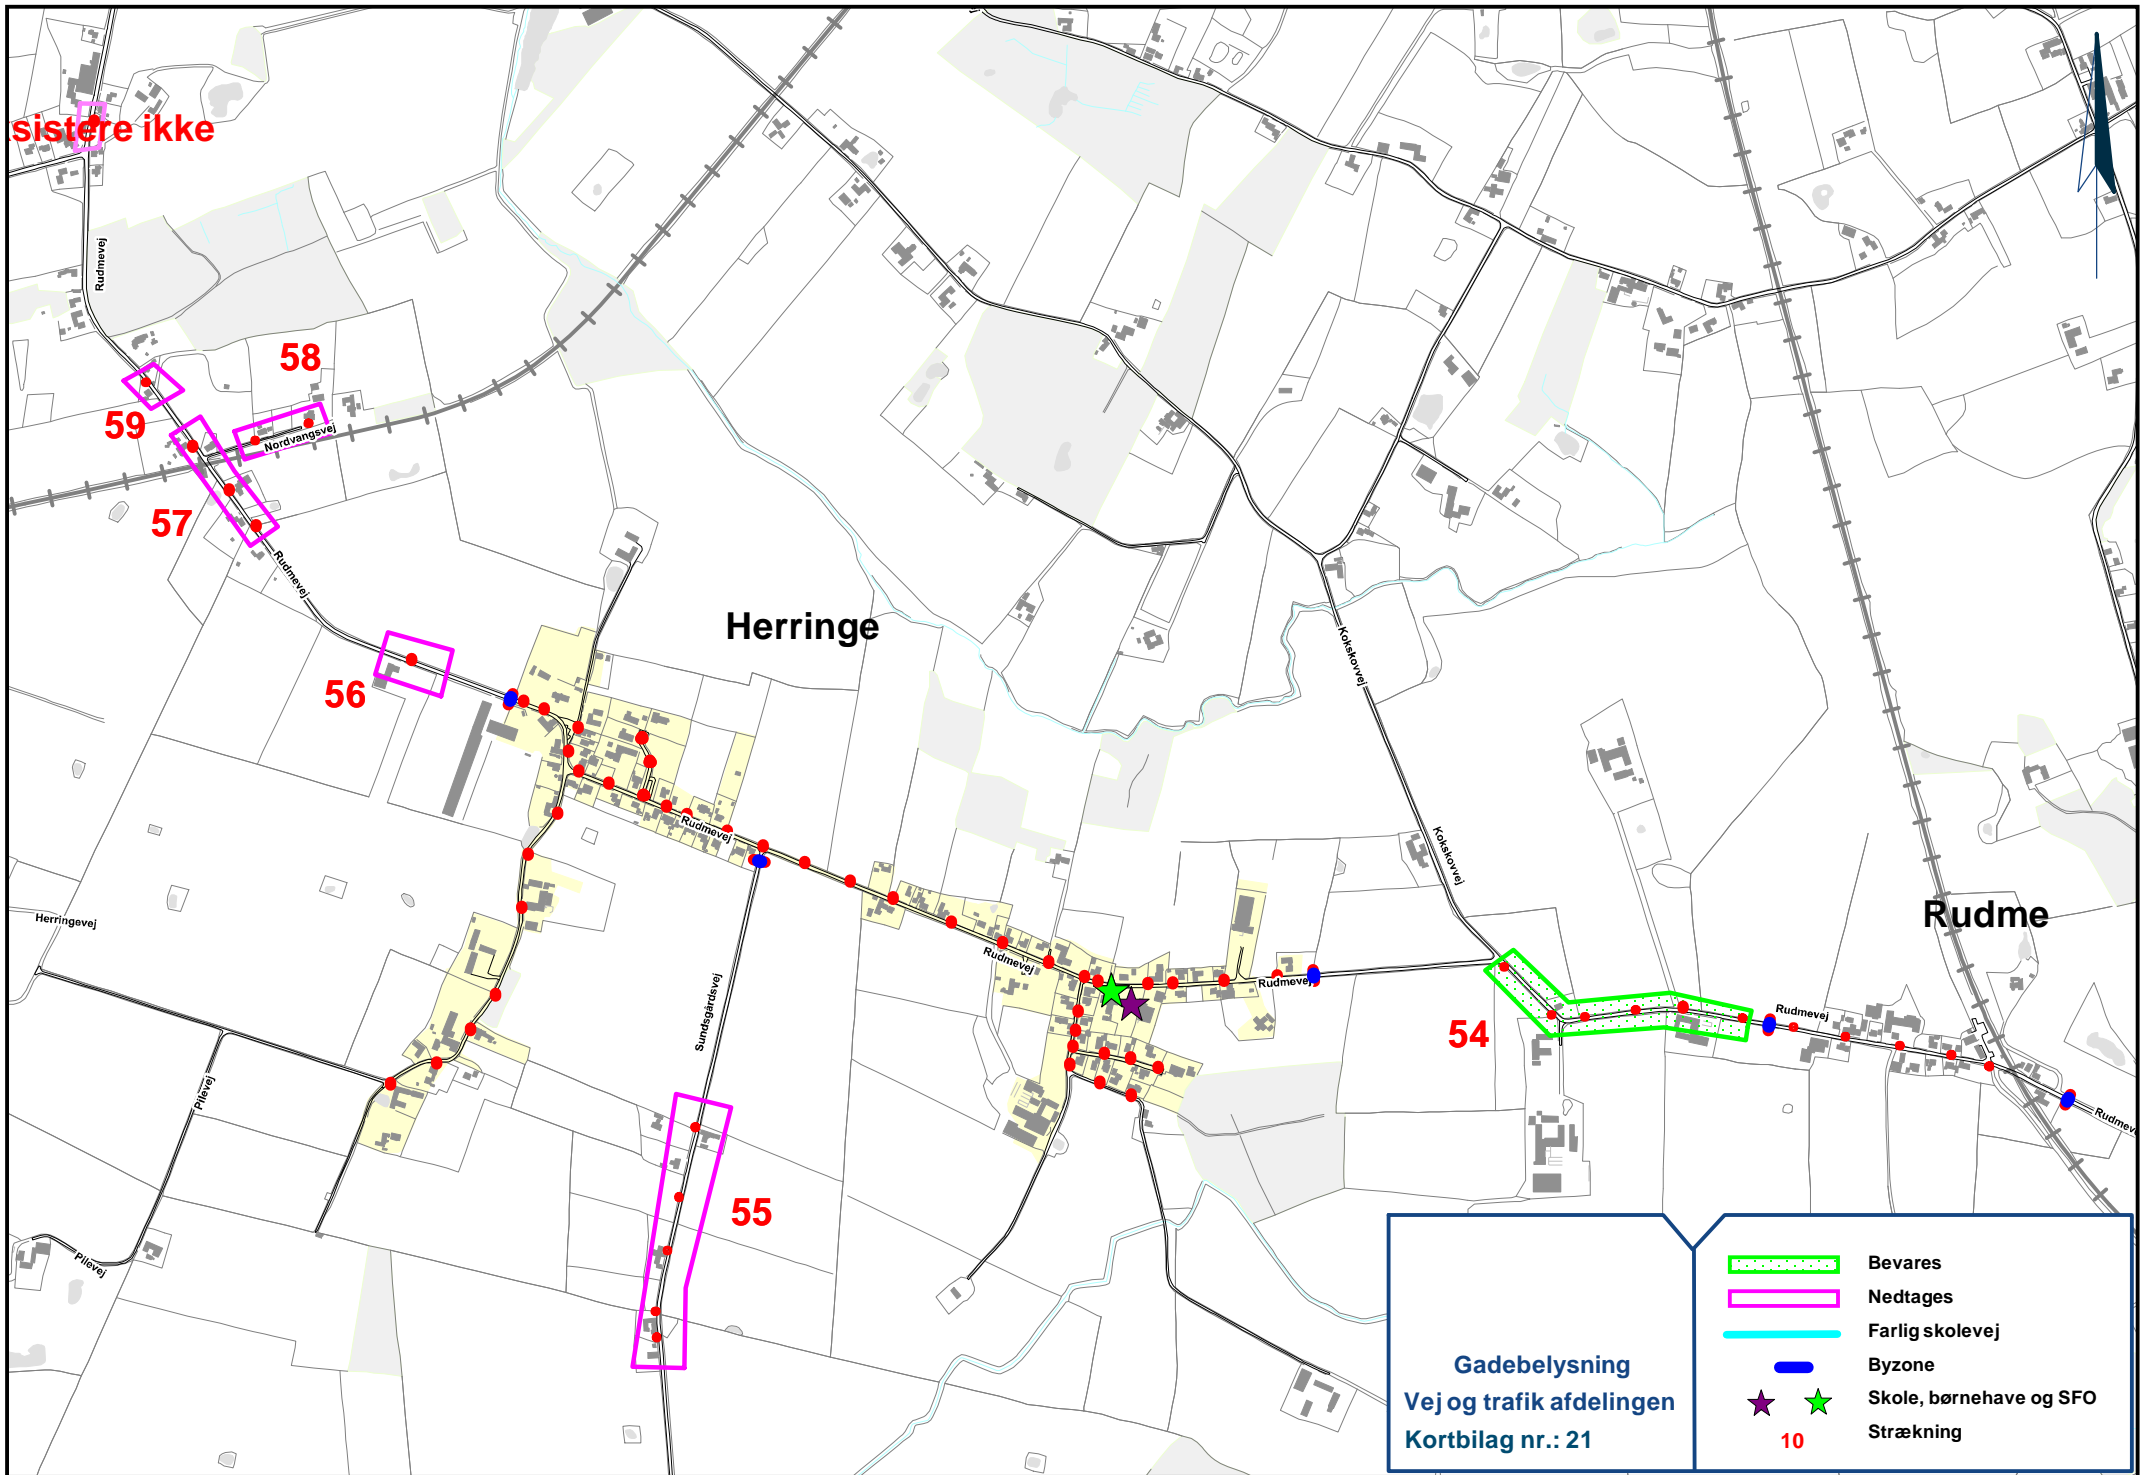 sistere ikke
Rudmevej
58
59
Nordvangsvej
57
Rudmevej
Herringe
Kokskovvej
56
Rudmevej
Kokskovvej
Herringevej
Rudme
Rudmevej
Rudmevej
Sundsgårdsvej
54
Rudmevej
Pilevej
Rudmevej
55
Pilevej
Bevares
Nedtages
Farlig skolevej
Byzone
Skole, børnehave og SFO
10 Strækning
Gadebelysning
Vej og trafik afdelingen
Kortbilag nr.: 21